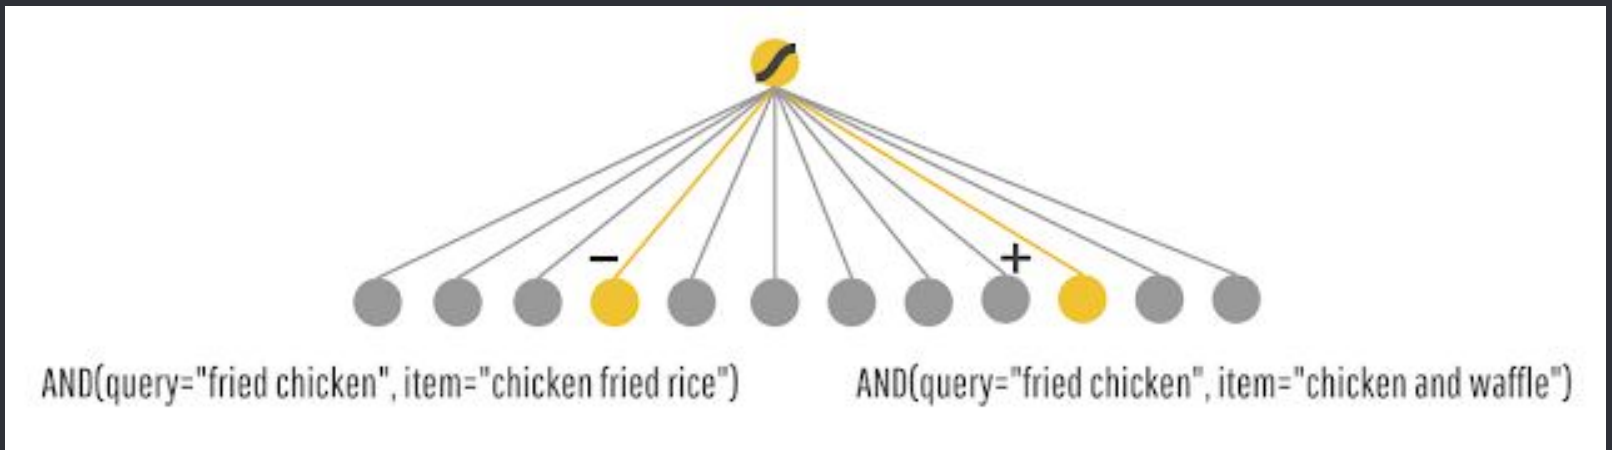 − +
AND(query="fried chicken", item="chicken fried rice") AND(query="fried chicken", item="chicken and waffle")